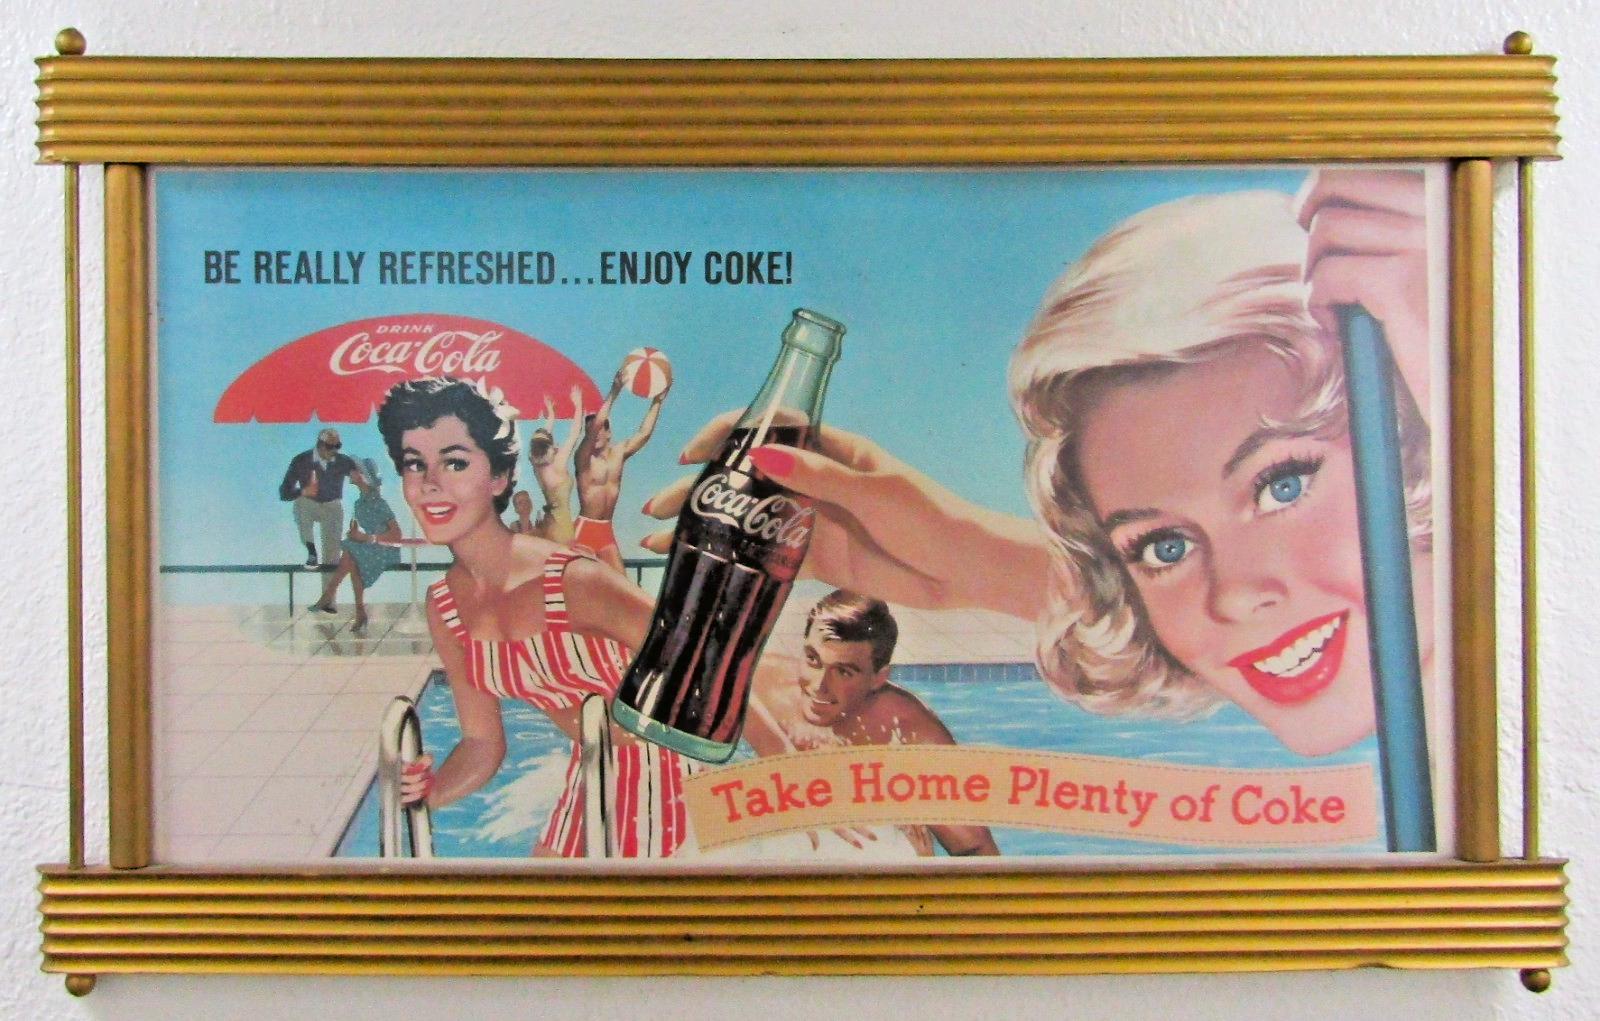 BE REALLY REFRESHED...ENJOY COKE!
DRINK
Coca-Cola
Coca-Cola
Take Home Plenty of Coke